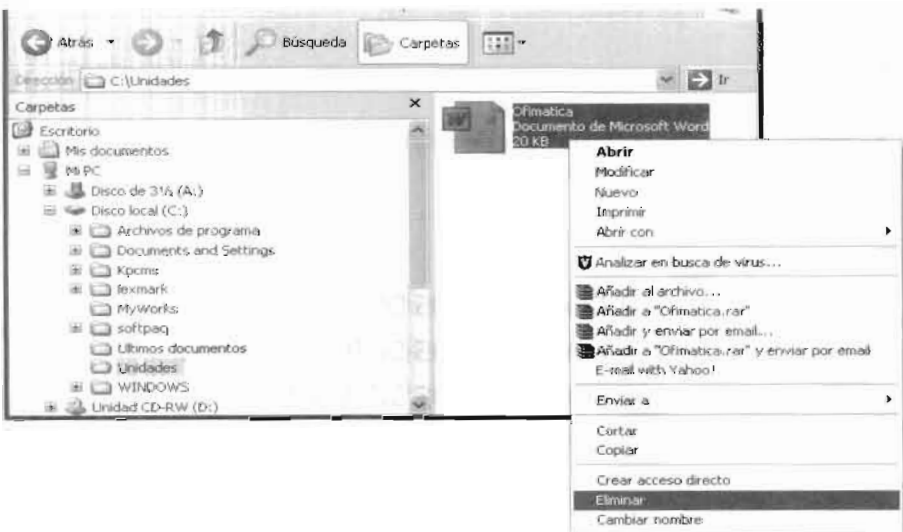 Atrás
Búsqueda
Carpetas
Dirección C:\Unidades
Ir
Carpetas
Escritorio
Mis documentos
Mi PC
Disco de 3½ (A:)
Disco local (C:)
Archivos de programa
Documents and Settings
Kpcms
lexmark
MyWorks
softpaq
Ultimos documentos
Unidades
WINDOWS
Unidad CD-RW (D:)
Ofimatica
Documento de Microsoft Word
20 KB
Abrir
Modificar
Nuevo
Imprimir
Abrir con
Analizar en busca de virus...
Añadir al archivo...
Añadir a "Ofimatica.rar"
Añadir y enviar por email...
Añadir a "Ofimatica.rar" y enviar por email
E-mail with Yahoo!
Enviar a
Cortar
Copiar
Crear acceso directo
Eliminar
Cambiar nombre